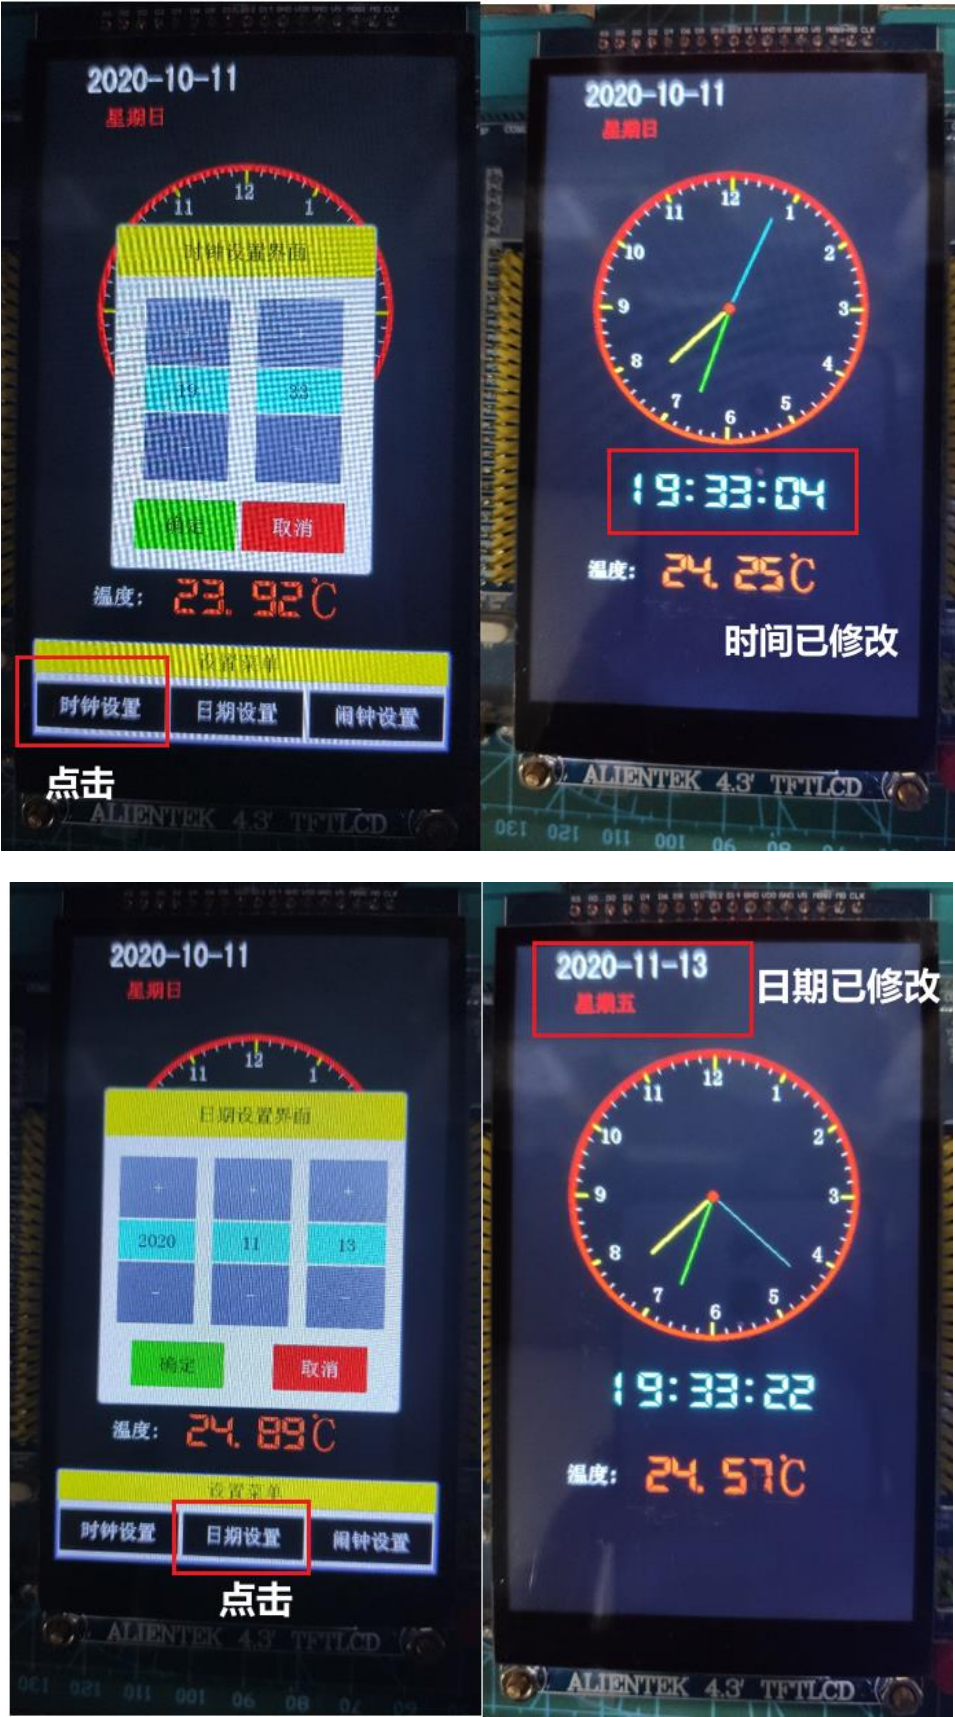 2020-10-11
星期日
12
11
1
时钟设置界面
19
33
确定
取消
温度: 23.92℃
设置菜单
时钟设置
日期设置
闹钟设置
点击
ALIENTEK 4.3' TFTLCD
2020-10-11
星期日
12
11
1
10
2
9
3
8
4
7
5
6
19:33:04
温度: 24.25℃
时间已修改
ALIENTEK 4.3' TFTLCD
2020-10-11
星期日
12
11
1
日期设置界面
+
+
+
2020
11
13
-
-
-
确定
取消
温度: 24.89℃
设置菜单
时钟设置
日期设置
闹钟设置
点击
ALIENTEK 4.3' TFTLCD
2020-11-13
星期五
日期已修改
12
11
1
10
2
9
3
8
4
7
5
6
19:33:22
温度: 24.57℃
ALIENTEK 4.3' TFTLCD